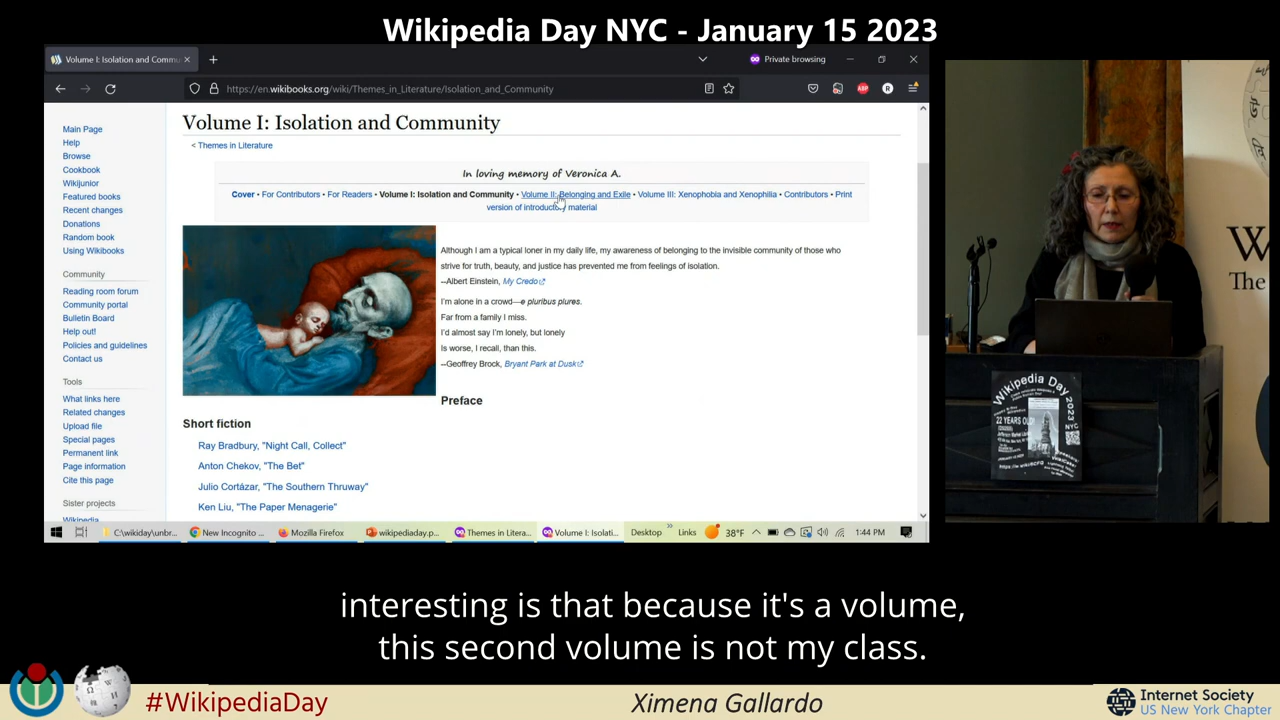 Wikipedia Day NYC - January 15 2023
Volume I: Isolation and Commu
Private browsing
https://en.wikibooks.org/wiki/Themes_in_Literature/Isolation_and_Community
ABP
R
Main Page
Help
Browse
Cookbook
Wikijunior
Featured books
Recent changes
Donations
Random book
Using Wikibooks
Community
Reading room forum
Community portal
Bulletin Board
Help out!
Policies and guidelines
Contact us
Tools
What links here
Related changes
Upload file
Special pages
Permanent link
Page information
Cite this page
Sister projects
Wikipedia
Volume I: Isolation and Community
< Themes in Literature
In loving memory of Veronica A.
Cover • For Contributors • For Readers • Volume I: Isolation and Community • Volume II: Belonging and Exile • Volume III: Xenophobia and Xenophilia • Contributors • Print
version of introductory material
Although I am a typical loner in my daily life, my awareness of belonging to the invisible community of those who
strive for truth, beauty, and justice has prevented me from feelings of isolation.
--Albert Einstein, My Credo
I'm alone in a crowd—e pluribus plures.
Far from a family I miss.
I'd almost say I'm lonely, but lonely
Is worse, I recall, than this.
--Geoffrey Brock, Bryant Park at Dusk
Preface
Short fiction
Ray Bradbury, "Night Call, Collect"
Anton Chekov, "The Bet"
Julio Cortázar, "The Southern Thruway"
Ken Liu, "The Paper Menagerie"
C:\wikiday\unbr...
New Incognito ...
Mozilla Firefox
wikipediaday.p...
Themes in Litera...
Volume I: Isolati...
Desktop
Links
38°F
1:44 PM
W
The
Wikipedia Day 2023
NYC
22 YEARS OLD!
interesting is that because it's a volume,
this second volume is not my class.
#WikipediaDay
Ximena Gallardo
Internet Society
US New York Chapter